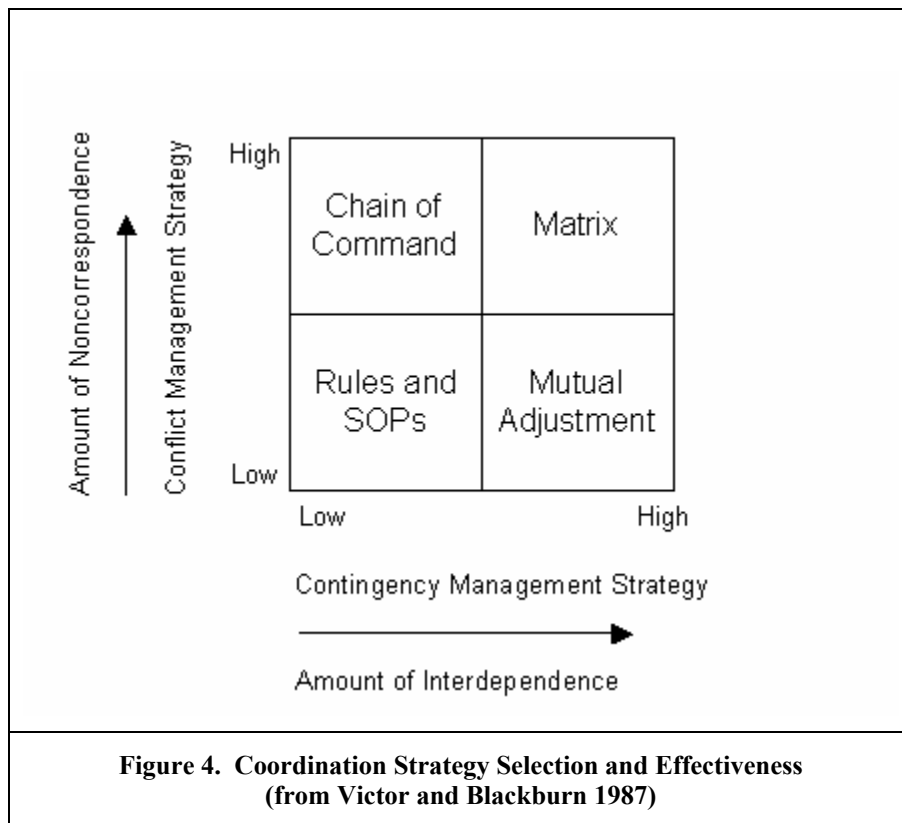 Amount of Noncorrespondence
Conflict Management Strategy
High
Chain of
Command
Matrix
Rules and
SOPs
Mutual
Adjustment
Low
Low
High
Contingency Management Strategy
Amount of Interdependence
Figure 4. Coordination Strategy Selection and Effectiveness
(from Victor and Blackburn 1987)